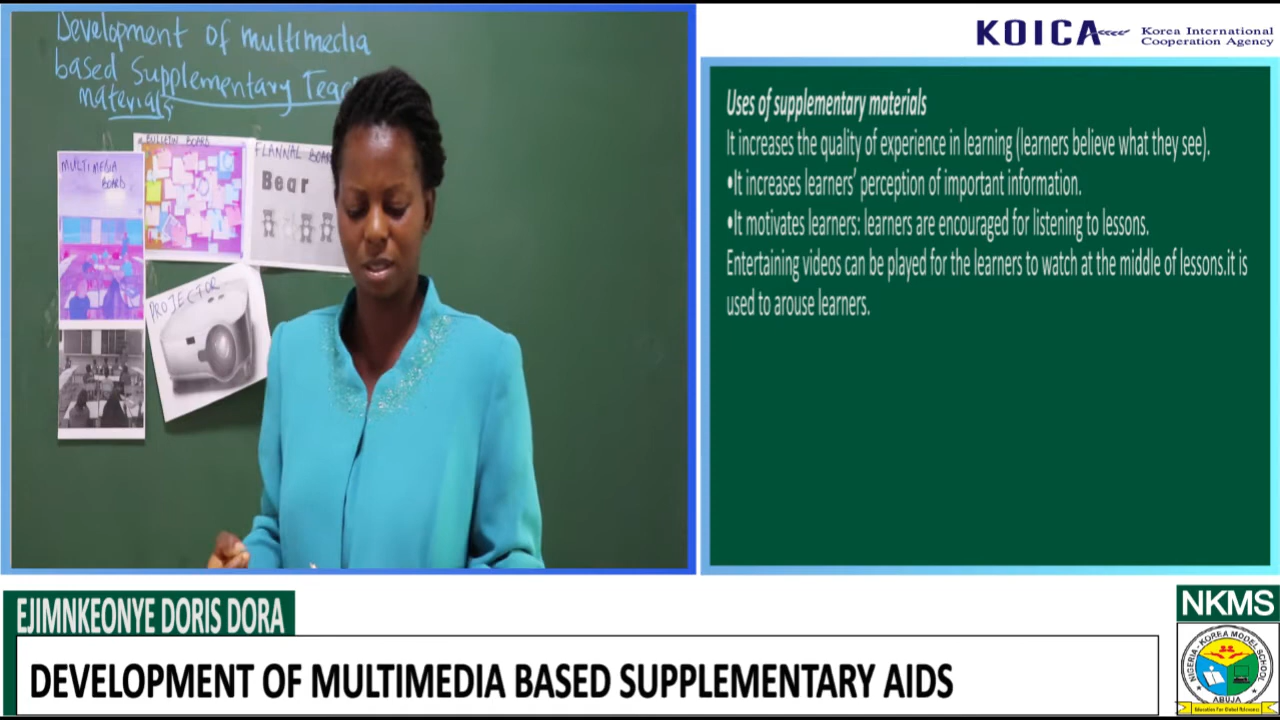 Development of multimedia
based Supplementary Teac
materials
BULLETIN BOARD
MULTIMEDIA
BOARD
FLANNAL BOARD
Bear
PROJECTOR
KOICA Korea International
Cooperation Agency
Uses of supplementary materials
It increases the quality of experience in learning (learners believe what they see).
•It increases learners' perception of important information.
•It motivates learners: learners are encouraged for listening to lessons.
Entertaining videos can be played for the learners to watch at the middle of lessons.it is
used to arouse learners.
EJIMNKEONYE DORIS DORA
DEVELOPMENT OF MULTIMEDIA BASED SUPPLEMENTARY AIDS
NKMS
NIGERIA - KOREA MODEL SCHOOL
ABUJA
Education For Global Relevance